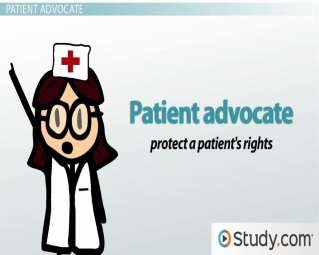 PATIENT ADVOCATE
Patient advocate
protect a patient's rights
Study.com